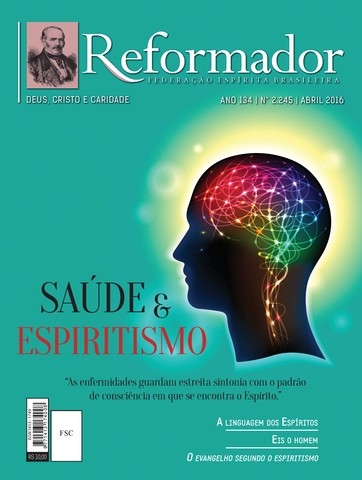 Reformador
FEDERAÇÃO ESPÍRITA BRASILEIRA
DEUS, CRISTO E CARIDADE
ANO 134 | Nº 2.245 | ABRIL 2016
SAÚDE &
ESPIRITISMO
“As enfermidades guardam estreita sintonia com o padrão
de consciência em que se encontra o Espírito.”
FSC
R$ 10,00
A LINGUAGEM DOS ESPÍRITOS
EIS O HOMEM
O EVANGELHO SEGUNDO O ESPIRITISMO